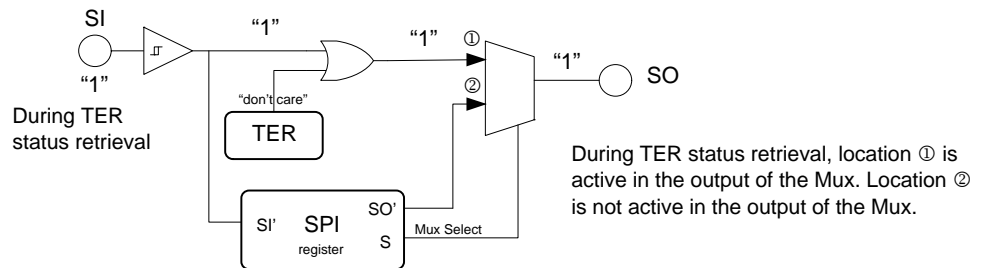 SI
“1”
During TER
status retrieval
“1”
“don't care”
TER
“1”
①
②
“1”
SO
SI'
SPI
register
SO'
S
Mux Select
During TER status retrieval, location ① is
active in the output of the Mux. Location ②
is not active in the output of the Mux.